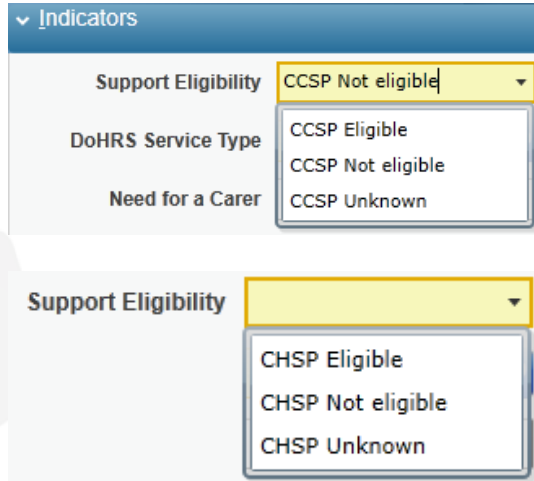 Indicators
Support Eligibility CCSP Not eligible
DoHRS Service Type CCSP Eligible
CCSP Not eligible
Need for a Carer CCSP Unknown
Support Eligibility
CHSP Eligible
CHSP Not eligible
CHSP Unknown